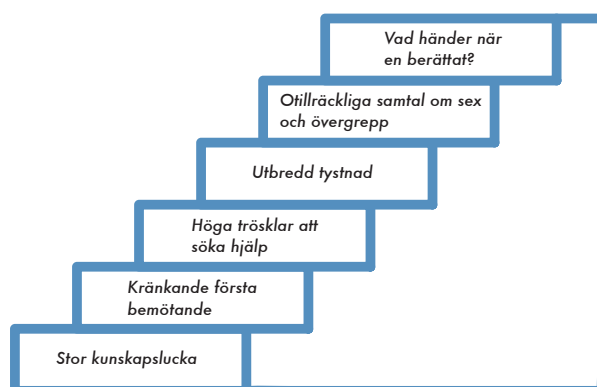 Vad händer när
en berättat?
Otillräckliga samtal om sex
och övergrepp
Utbredd tystnad
Höga trösklar att
söka hjälp
Kränkande första
bemötande
Stor kunskapslucka